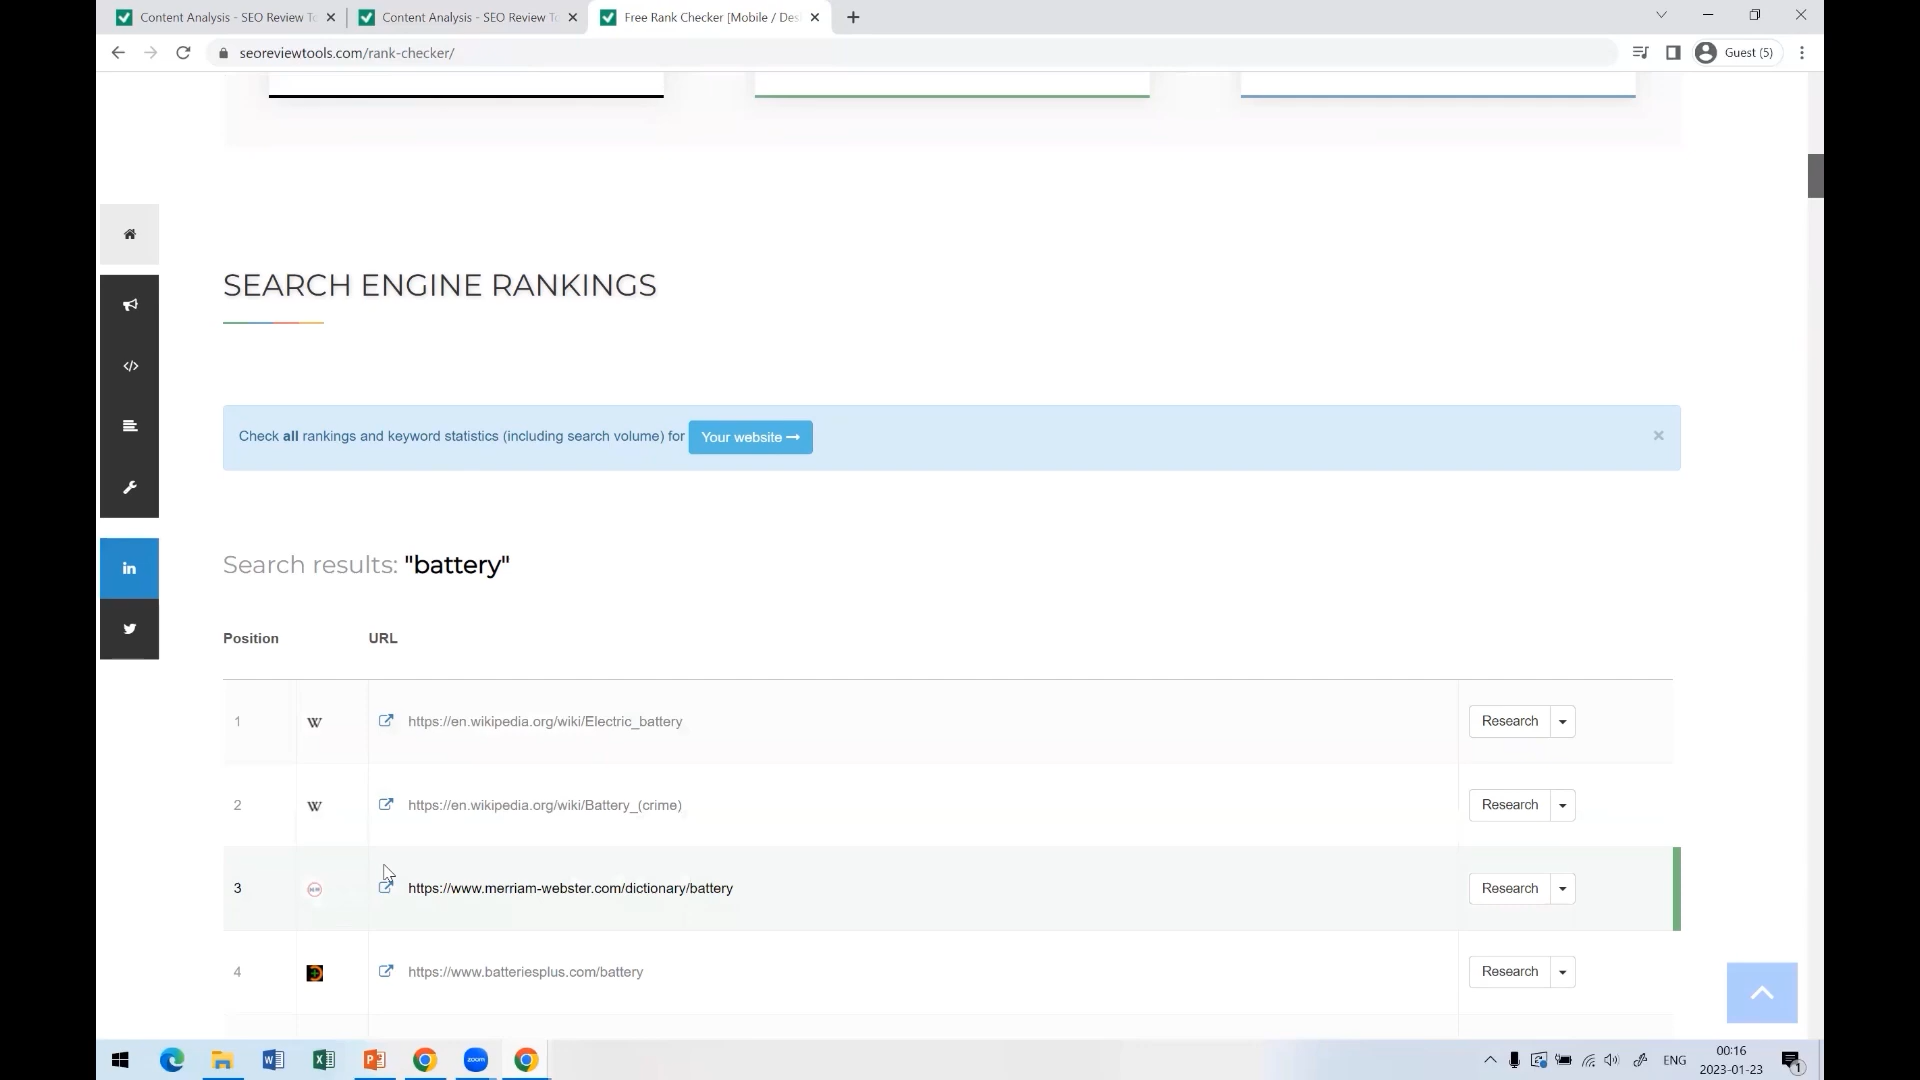 Content Analysis - SEO Review To
Content Analysis - SEO Review To
Free Rank Checker [Mobile / Des
seoreviewtools.com/rank-checker/
Guest (5)
SEARCH ENGINE RANKINGS
Check all rankings and keyword statistics (including search volume) for Your website →
Search results: "battery"
Position URL
1 W https://en.wikipedia.org/wiki/Electric_battery Research
2 W https://en.wikipedia.org/wiki/Battery_(crime) Research
3 https://www.merriam-webster.com/dictionary/battery Research
4 https://www.batteriesplus.com/battery Research
in
zoom
ENG
00:16
2023-01-23
1